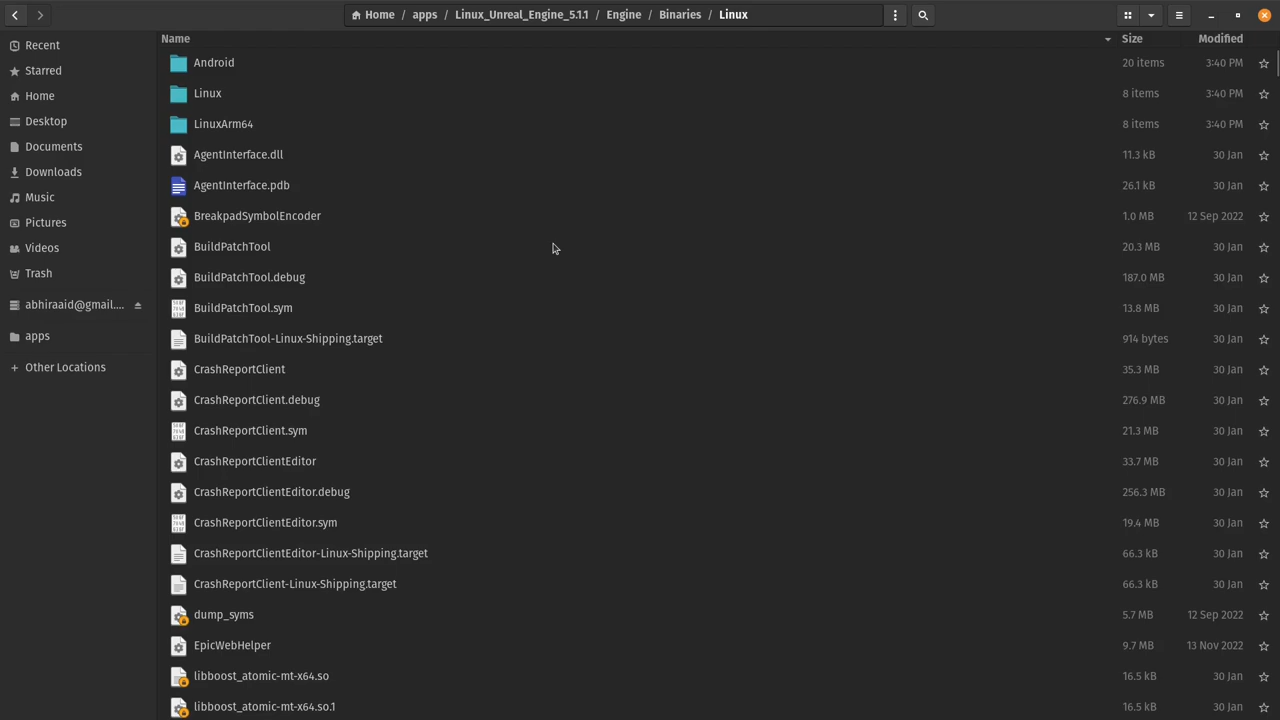 Home / apps / Linux_Unreal_Engine_5.1.1 / Engine / Binaries / Linux
Name Size Modified
Recent
Starred
Home
Desktop
Documents
Downloads
Music
Pictures
Videos
Trash
abhiraaid@gmail....
apps
Other Locations
Android 20 items 3:40 PM
Linux 8 items 3:40 PM
LinuxArm64 8 items 3:40 PM
AgentInterface.dll 11.3 kB 30 Jan
AgentInterface.pdb 26.1 kB 30 Jan
BreakpadSymbolEncoder 1.0 MB 12 Sep 2022
BuildPatchTool 20.3 MB 30 Jan
BuildPatchTool.debug 187.0 MB 30 Jan
BuildPatchTool.sym 13.8 MB 30 Jan
BuildPatchTool-Linux-Shipping.target 914 bytes 30 Jan
CrashReportClient 35.3 MB 30 Jan
CrashReportClient.debug 276.9 MB 30 Jan
CrashReportClient.sym 21.3 MB 30 Jan
CrashReportClientEditor 33.7 MB 30 Jan
CrashReportClientEditor.debug 256.3 MB 30 Jan
CrashReportClientEditor.sym 19.4 MB 30 Jan
CrashReportClientEditor-Linux-Shipping.target 66.3 kB 30 Jan
CrashReportClient-Linux-Shipping.target 66.3 kB 30 Jan
dump_syms 5.7 MB 12 Sep 2022
EpicWebHelper 9.7 MB 13 Nov 2022
libboost_atomic-mt-x64.so 16.5 kB 30 Jan
libboost_atomic-mt-x64.so.1 16.5 kB 30 Jan